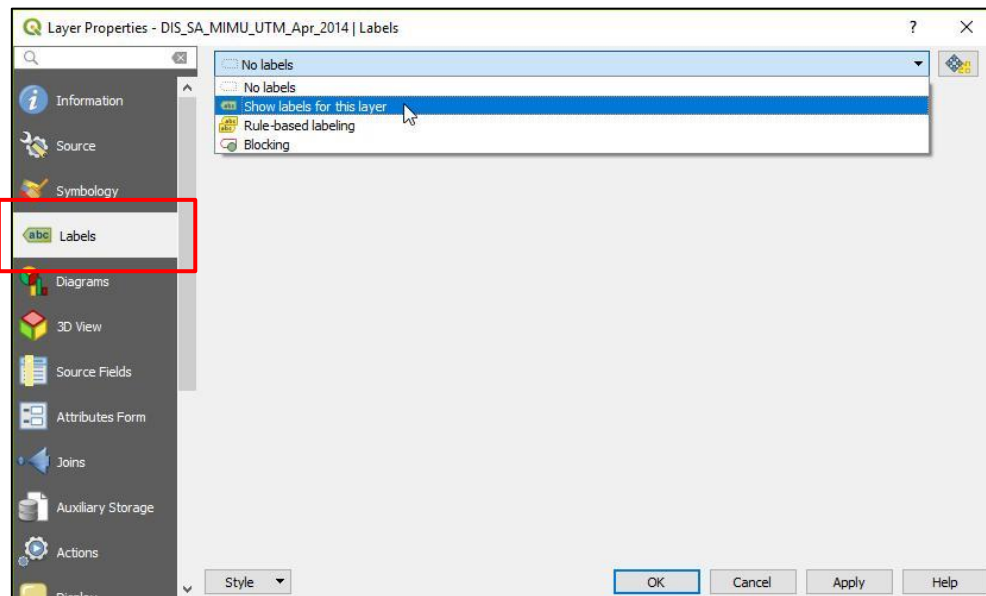 Layer Properties - DIS_SA_MIMU_UTM_Apr_2014 | Labels
No labels
No labels
Show labels for this layer
Rule-based labeling
Blocking
Information
Source
Symbology
abc Labels
Diagrams
3D View
Source Fields
Attributes Form
Joins
Auxiliary Storage
Actions
Style
OK
Cancel
Apply
Help